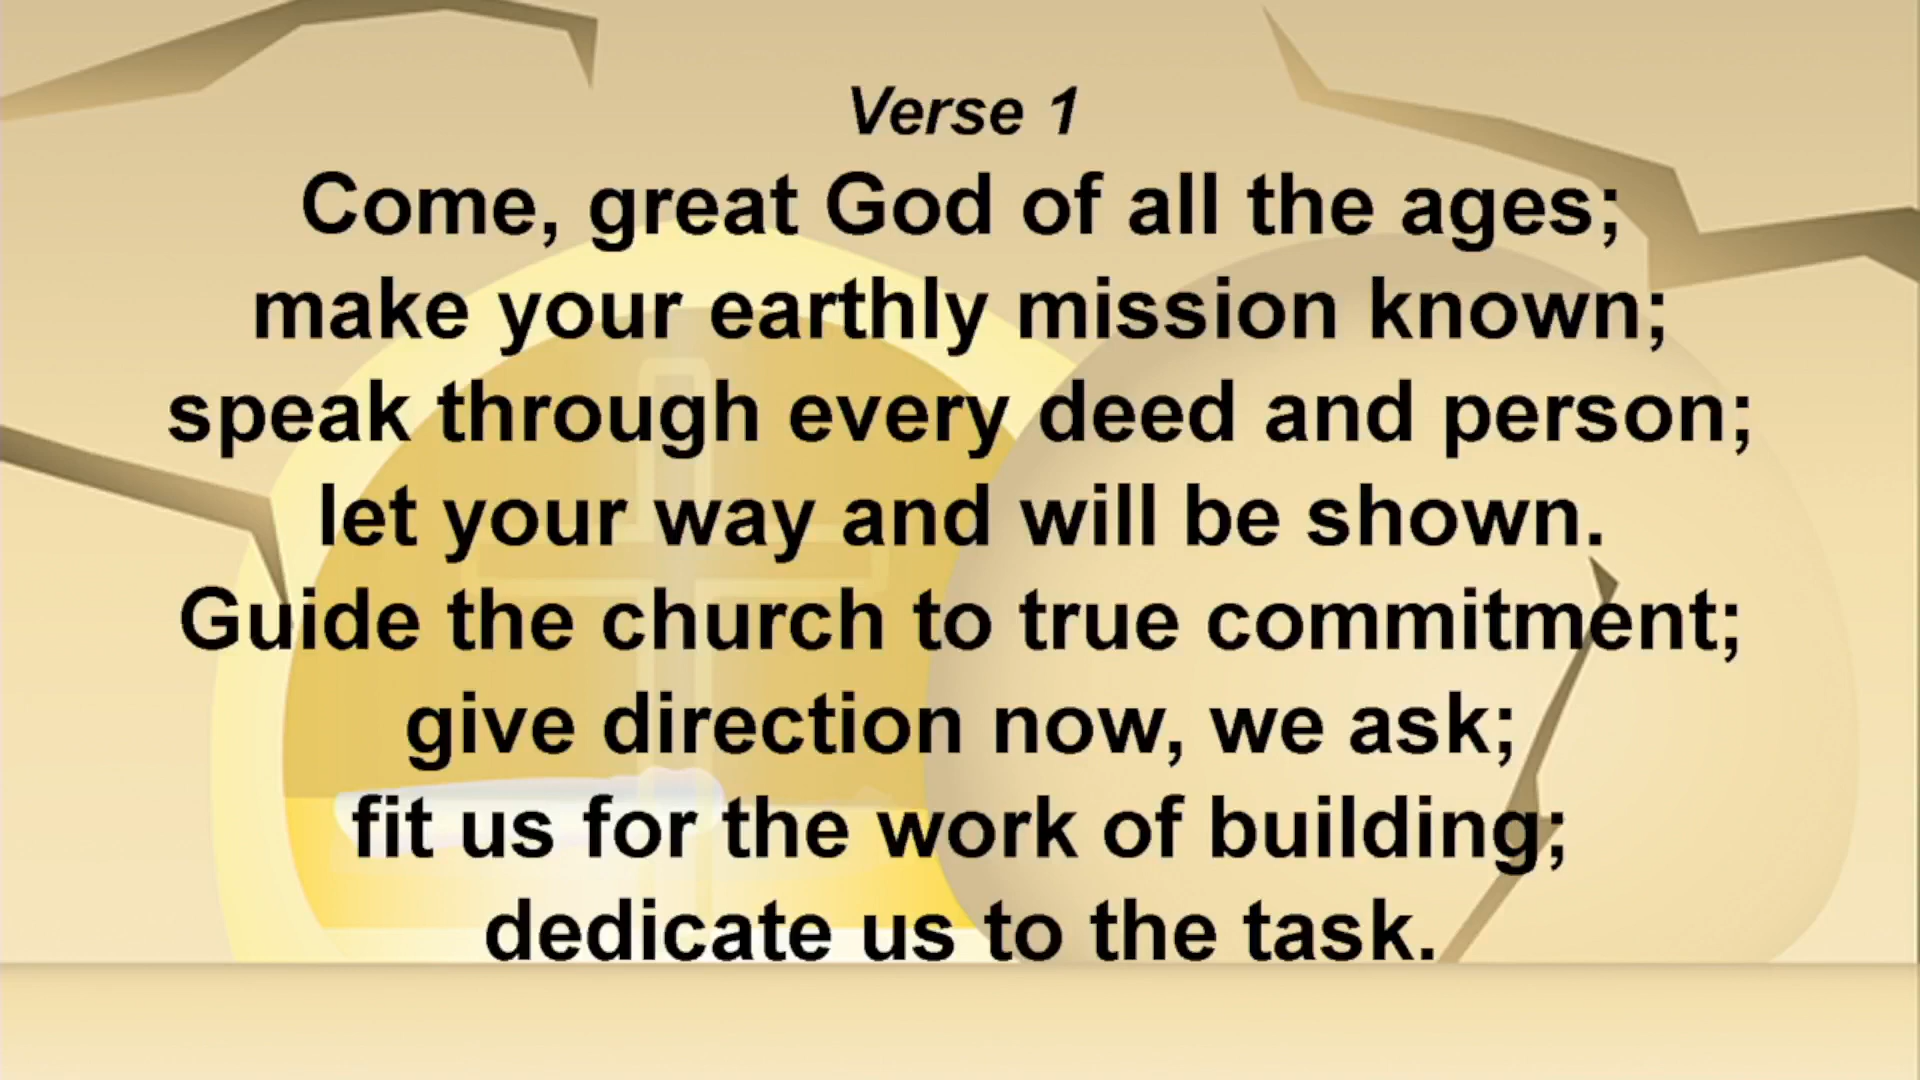 Verse 1
Come, great God of all the ages;
make your earthly mission known;
speak through every deed and person;
let your way and will be shown.
Guide the church to true commitment;
give direction now, we ask;
fit us for the work of building;
dedicate us to the task.